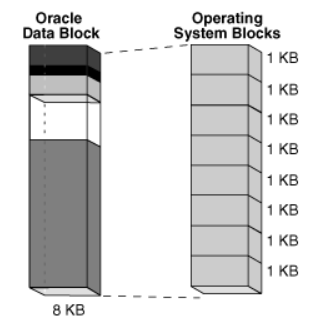 Oracle
Data Block
Operating
System Blocks
1 KB
1 KB
1 KB
1 KB
1 KB
1 KB
1 KB
1 KB
8 KB